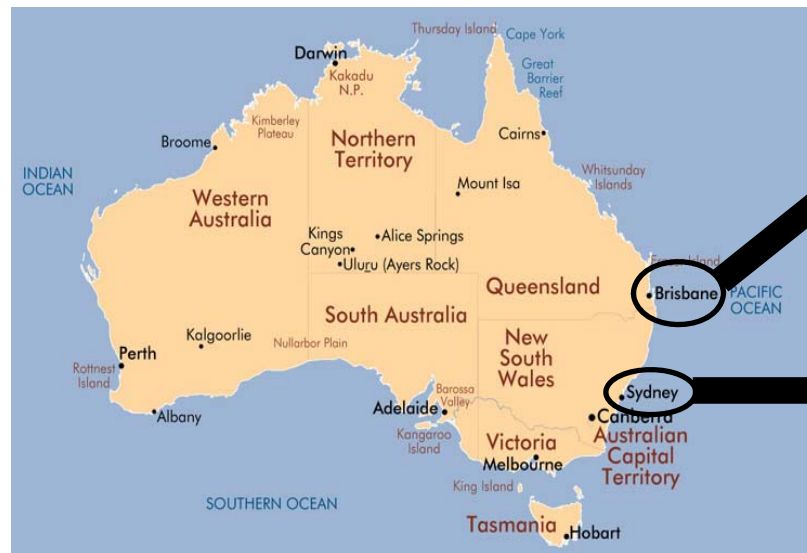 Thursday Island
Cape York
Darwin
Kakadu
N.P.
Great
Barrier
Reef
Kimberley
Plateau
Northern
Territory
Cairns
Broome
INDIAN
OCEAN
Mount Isa
Whitsunday
Islands
Western
Australia
Kings
Canyon
Alice Springs
Uluru (Ayers Rock)
Fraser Island
Queensland
Brisbane
PACIFIC
OCEAN
South Australia
Kalgoorlie
Nullarbor Plain
New
South
Wales
Perth
Rottnest
Island
Barossa
Valley
Sydney
Albany
Adelaide
Canberra
Kangaroo
Island
Victoria
Australian
Capital
Territory
Melbourne
King Island
SOUTHERN OCEAN
Tasmania
Hobart